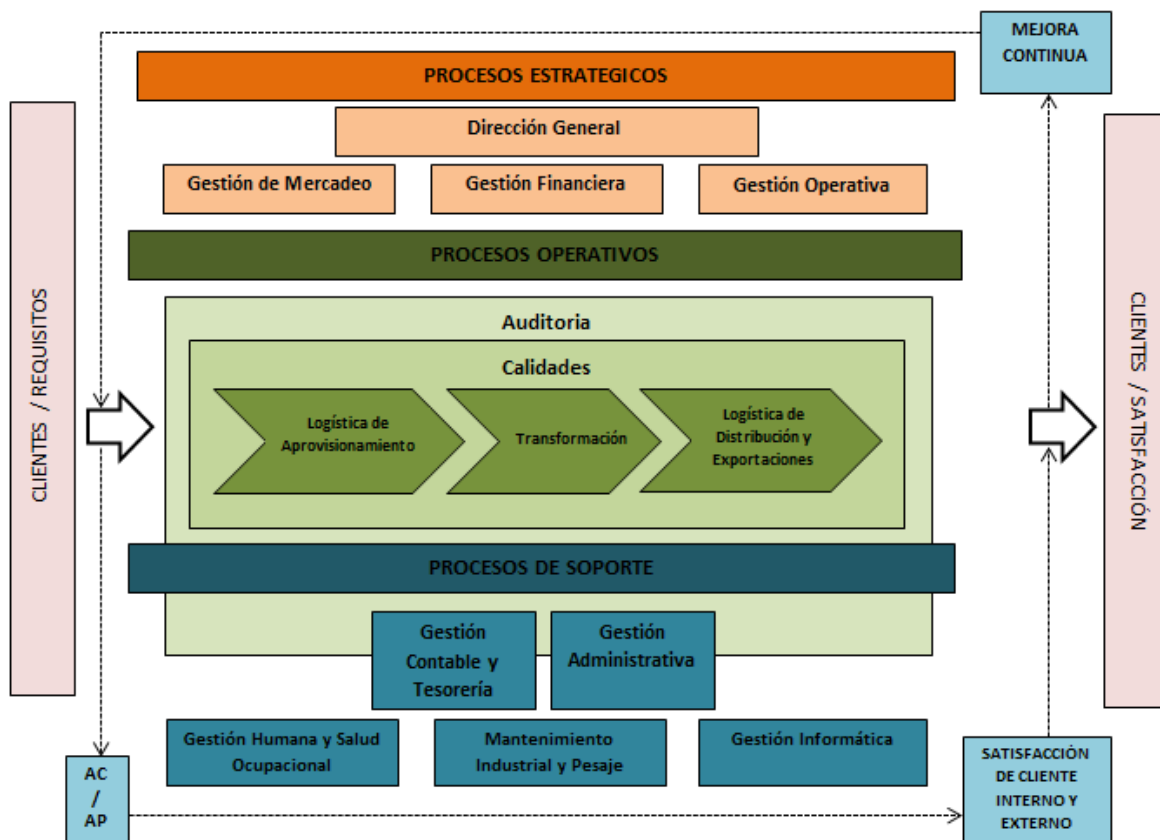 MEJORA
CONTINUA
PROCESOS ESTRATEGICOS
Dirección General
Gestión de Mercadeo
Gestión Financiera
Gestión Operativa
PROCESOS OPERATIVOS
CLIENTES / REQUISITOS
Auditoria
Calidades
Logística de
Aprovisionamiento
Transformación
Logística de
Distribución y
Exportaciones
CLIENTES / SATISFACCIÓN
PROCESOS DE SOPORTE
Gestión
Contable y
Tesorería
Gestión
Administrativa
Gestión Humana y Salud
Ocupacional
Mantenimiento
Industrial y Pesaje
Gestión Informática
AC
/
AP
SATISFACCIÓN
DE CLIENTE
INTERNO Y
EXTERNO